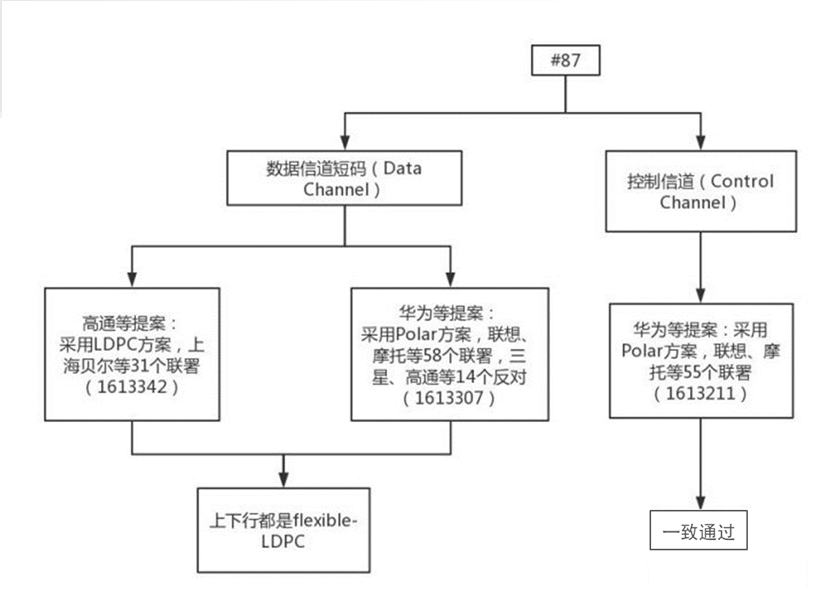 #87
数据信道短码（Data
Channel）
控制信道（Control
Channel）
高通等提案：
采用LDPC方案，上
海贝尔等31个联署
（1613342）
华为等提案：
采用Polar方案，联想、
摩托等58个联署，三
星、高通等14个反对
（1613307）
华为等提案：采用
Polar方案，联想、摩
托等55个联署
（1613211）
上下行都是flexible-
LDPC
一致通过